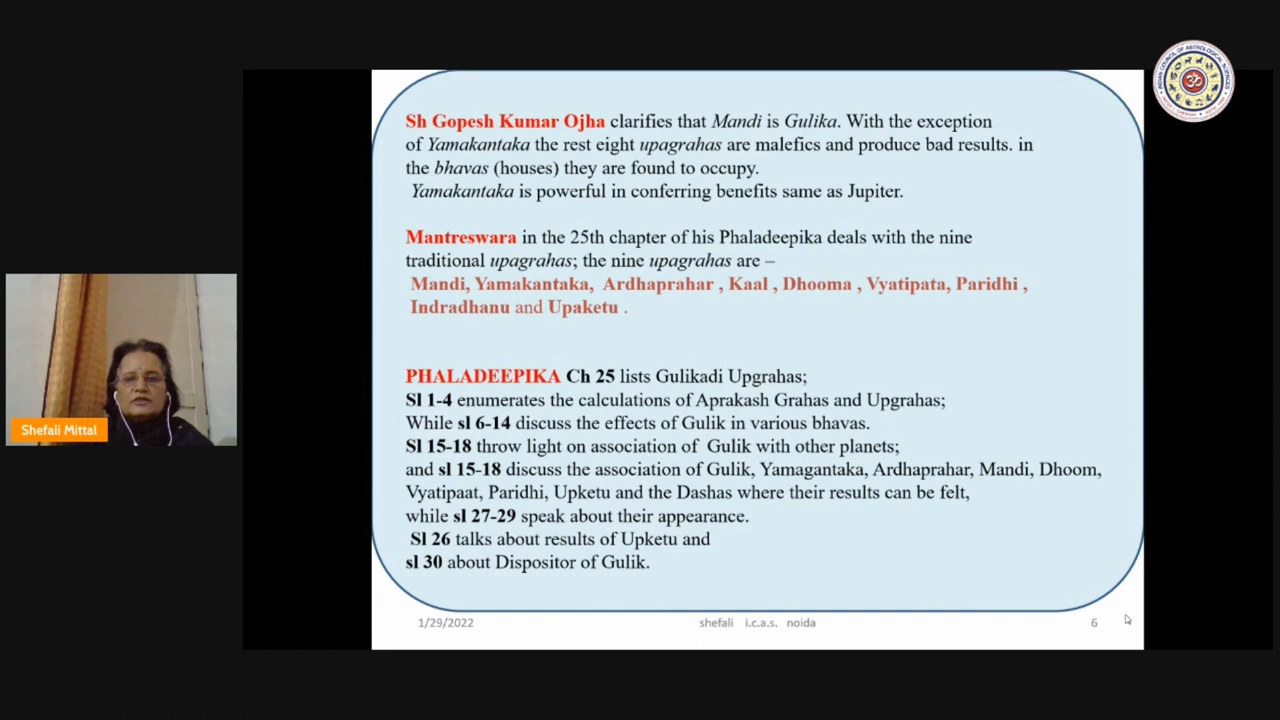 Sh Gopesh Kumar Ojha clarifies that Mandi is Gulika. With the exception
of Yamakantaka the rest eight upagrahas are malefics and produce bad results. in
the bhavas (houses) they are found to occupy.
Yamakantaka is powerful in conferring benefits same as Jupiter.
Mantreswara in the 25th chapter of his Phaladeepika deals with the nine
traditional upagrahas; the nine upagrahas are –
Mandi, Yamakantaka, Ardhaprahar , Kaal , Dhooma , Vyatipata, Paridhi ,
Indradhanu and Upaketu .
PHALADEEPIKA Ch 25 lists Gulikadi Upgrahas;
Sl 1-4 enumerates the calculations of Aprakash Grahas and Upgrahas;
While sl 6-14 discuss the effects of Gulik in various bhavas.
Sl 15-18 throw light on association of Gulik with other planets;
and sl 15-18 discuss the association of Gulik, Yamagantaka, Ardhaprahar, Mandi, Dhoom,
Vyatipaat, Paridhi, Upketu and the Dashas where their results can be felt,
while sl 27-29 speak about their appearance.
Sl 26 talks about results of Upketu and
sl 30 about Dispositor of Gulik.
1/29/2022 shefali i.c.a.s. noida 6
Shefali Mittal
INDIAN COUNCIL OF ASTROLOGICAL SCIENCES
ॐ